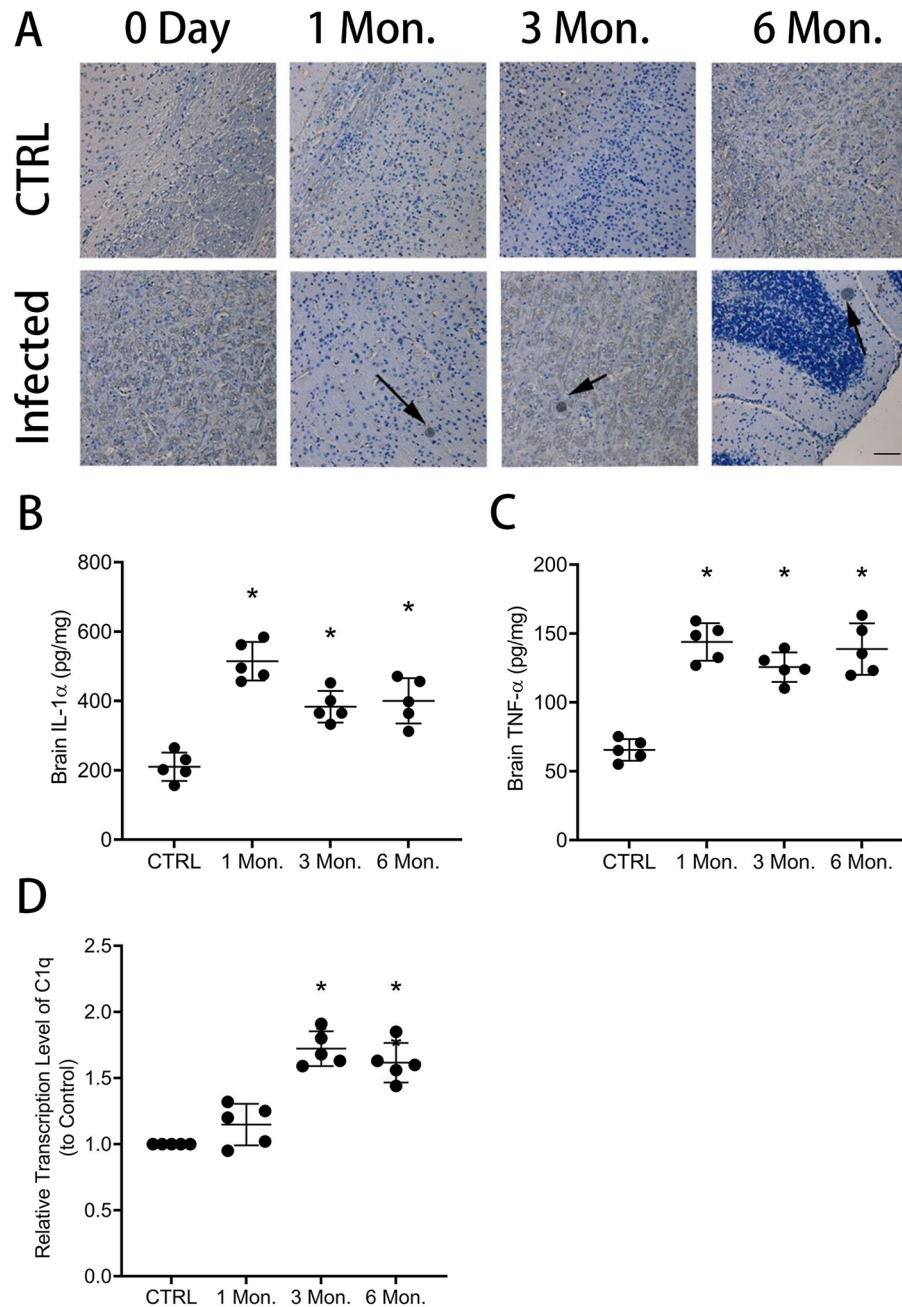 A
0 Day
1 Mon.
3 Mon.
6 Mon.
CTRL
Infected
B
Brain IL-1α (pg/mg)
800
600
400
200
0
*
*
*
CTRL
1 Mon.
3 Mon.
6 Mon.
C
Brain TNF-α (pg/mg)
200
150
100
50
0
*
*
*
CTRL
1 Mon.
3 Mon.
6 Mon.
D
Relative Transcription Level of C1q
(to Control)
2.5
2.0
1.5
1.0
0.5
0.0
*
*
*
CTRL
1 Mon.
3 Mon.
6 Mon.